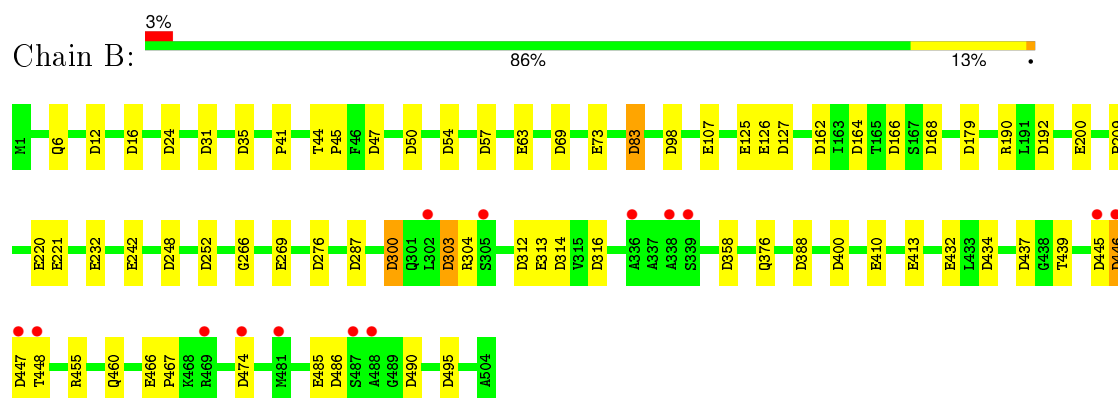 3%
Chain B:
86% 13% •
M1 Q6 D12 D16 D24 D31 D35 P41 T44 P45 F46 D47 D50 D54 D57 E63 D69 E73 D83 D98 E107 E125 E126 D127 D162 I163 D164 T165 D166 S167 D168 D179 R190 L191 D192 E200
E220 E221 E232 E242 D248 D252 G266 E269 D276 D287 D300 Q301 L302 D303 R304 S305 D312 E313 D314 V315 D316 A336 A337 A338 S339 D358 Q376 D388 D400 E410 E413 E432 L433 D434 D437 G438 T439 D445 D446
D447 T448 R455 Q460 E466 P467 K468 R469 D474 M481 E485 D486 S487 A488 G489 D490 D495 A504